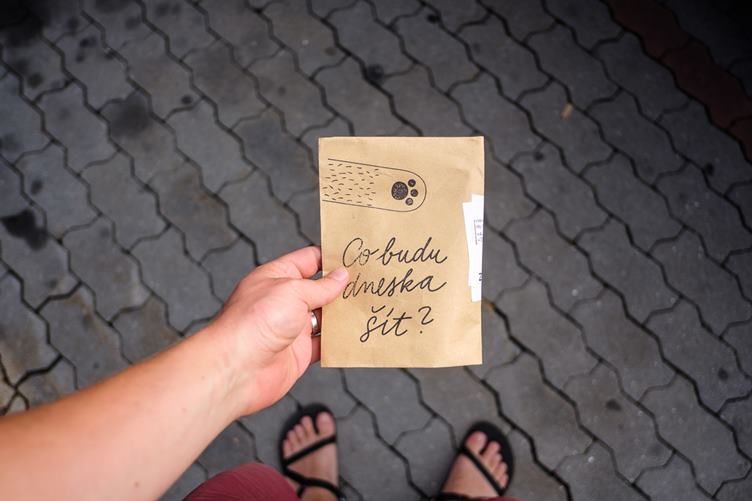 Co budu
dneska
šít?